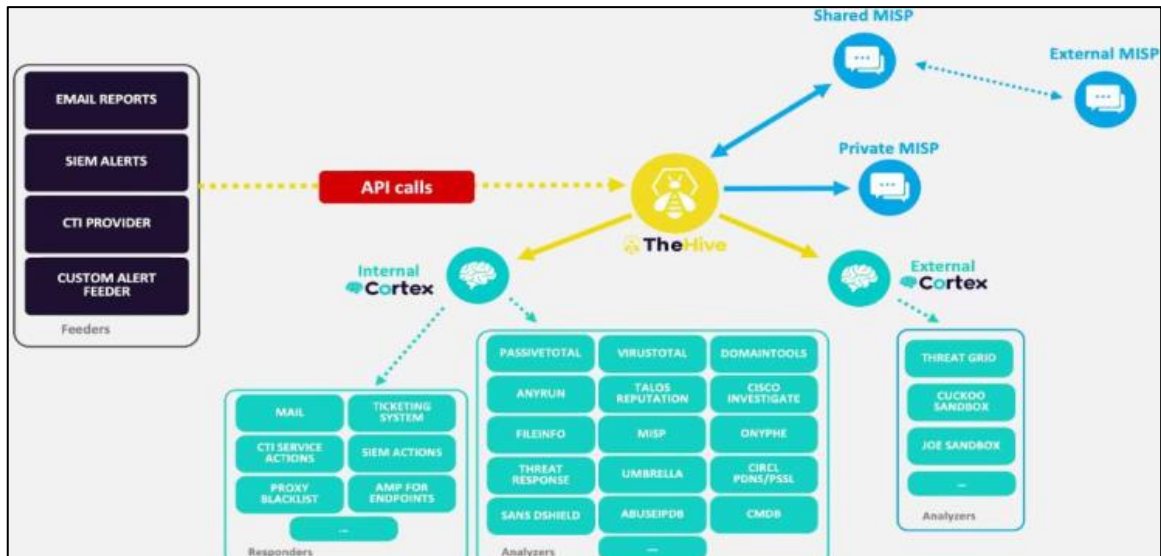 Shared MISP
External MISP
EMAIL REPORTS
SIEM ALERTS
CTI PROVIDER
CUSTOM ALERT
FEEDER
Feeders
API calls
Private MISP
TheHive
Internal
Cortex
External
Cortex
MAIL
TICKETING
SYSTEM
CTI SERVICE
ACTIONS
SIEM ACTIONS
PROXY
BLACKLIST
AMP FOR
ENDPOINTS
...
Responders
PASSIVETOTAL
VIRUSTOTAL
DOMAINTOOLS
ANYRUN
TALOS
REPUTATION
CISCO
INVESTIGATE
FILEINFO
MISP
ONYPHE
THREAT
RESPONSE
UMBRELLA
CIRCL
PDNS/PSSL
SANS DSHIELD
ABUSEIPDB
CMDB
...
Analyzers
THREAT GRID
CUCKOO
SANDBOX
JOE SANDBOX
...
Analyzers